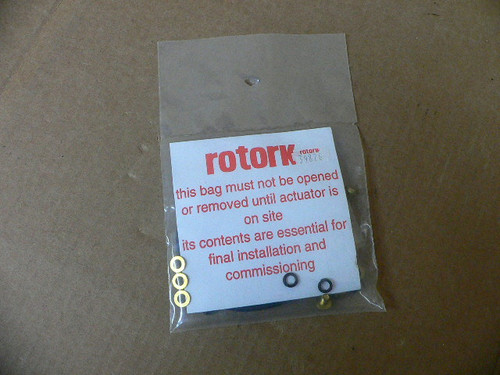 rotork rotork
this bag must not be opened
or removed until actuator is
on site
its contents are essential for
final installation and
commissioning